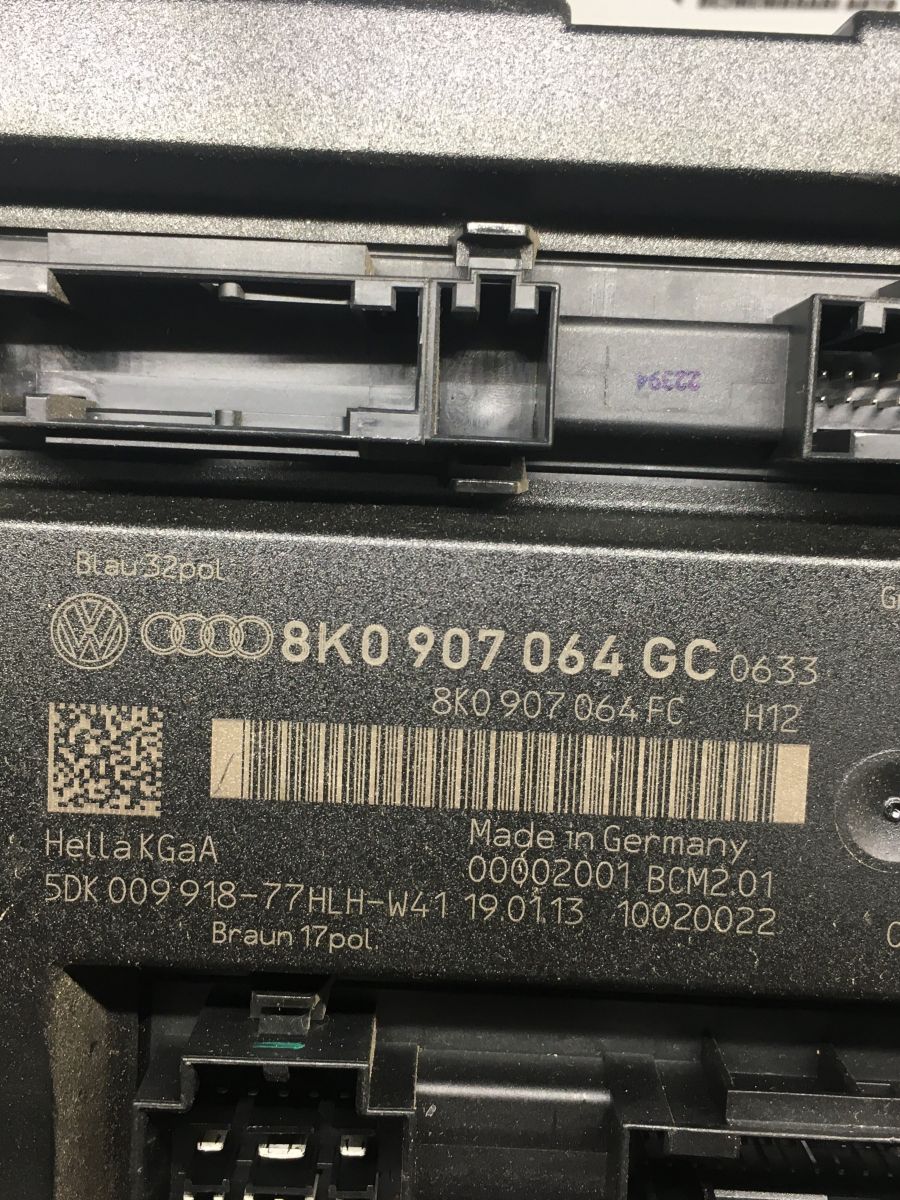 22394
Blau 32pol
8K0 907 064 GC 0633
8K0 907 064 FC H12
Hella KGaA
Made in Germany
00002001 BCM2.01
5DK 009 918-77HLH-W41 19.01.13 10020022
Braun 17pol.